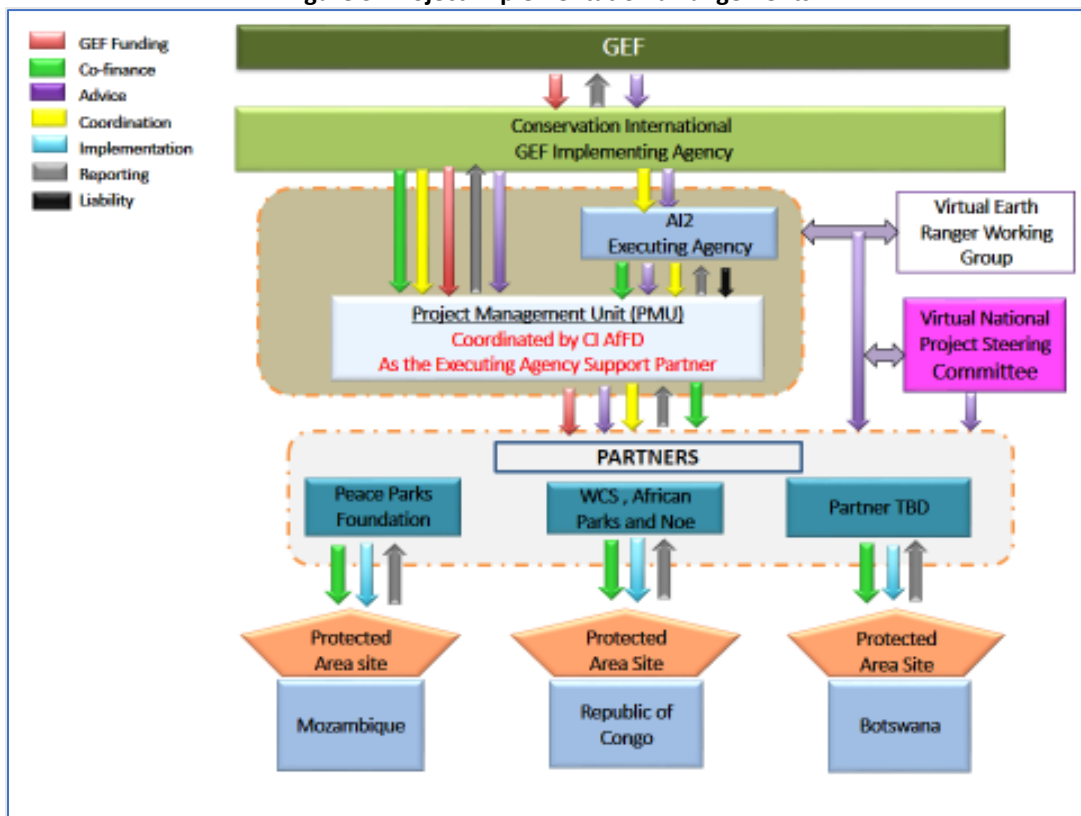 GEF Funding
Co-finance
Advice
Coordination
Implementation
Reporting
Liability
GEF
Conservation International
GEF Implementing Agency
AI2
Executing Agency
Virtual Earth
Ranger Working
Group
Project Management Unit (PMU)
Coordinated by CI AfFD
As the Executing Agency Support Partner
Virtual National
Project Steering
Committee
PARTNERS
Peace Parks
Foundation
WCS , African
Parks and Noe
Partner TBD
Protected
Area site
Protected
Area Site
Protected
Area Site
Mozambique
Republic of
Congo
Botswana